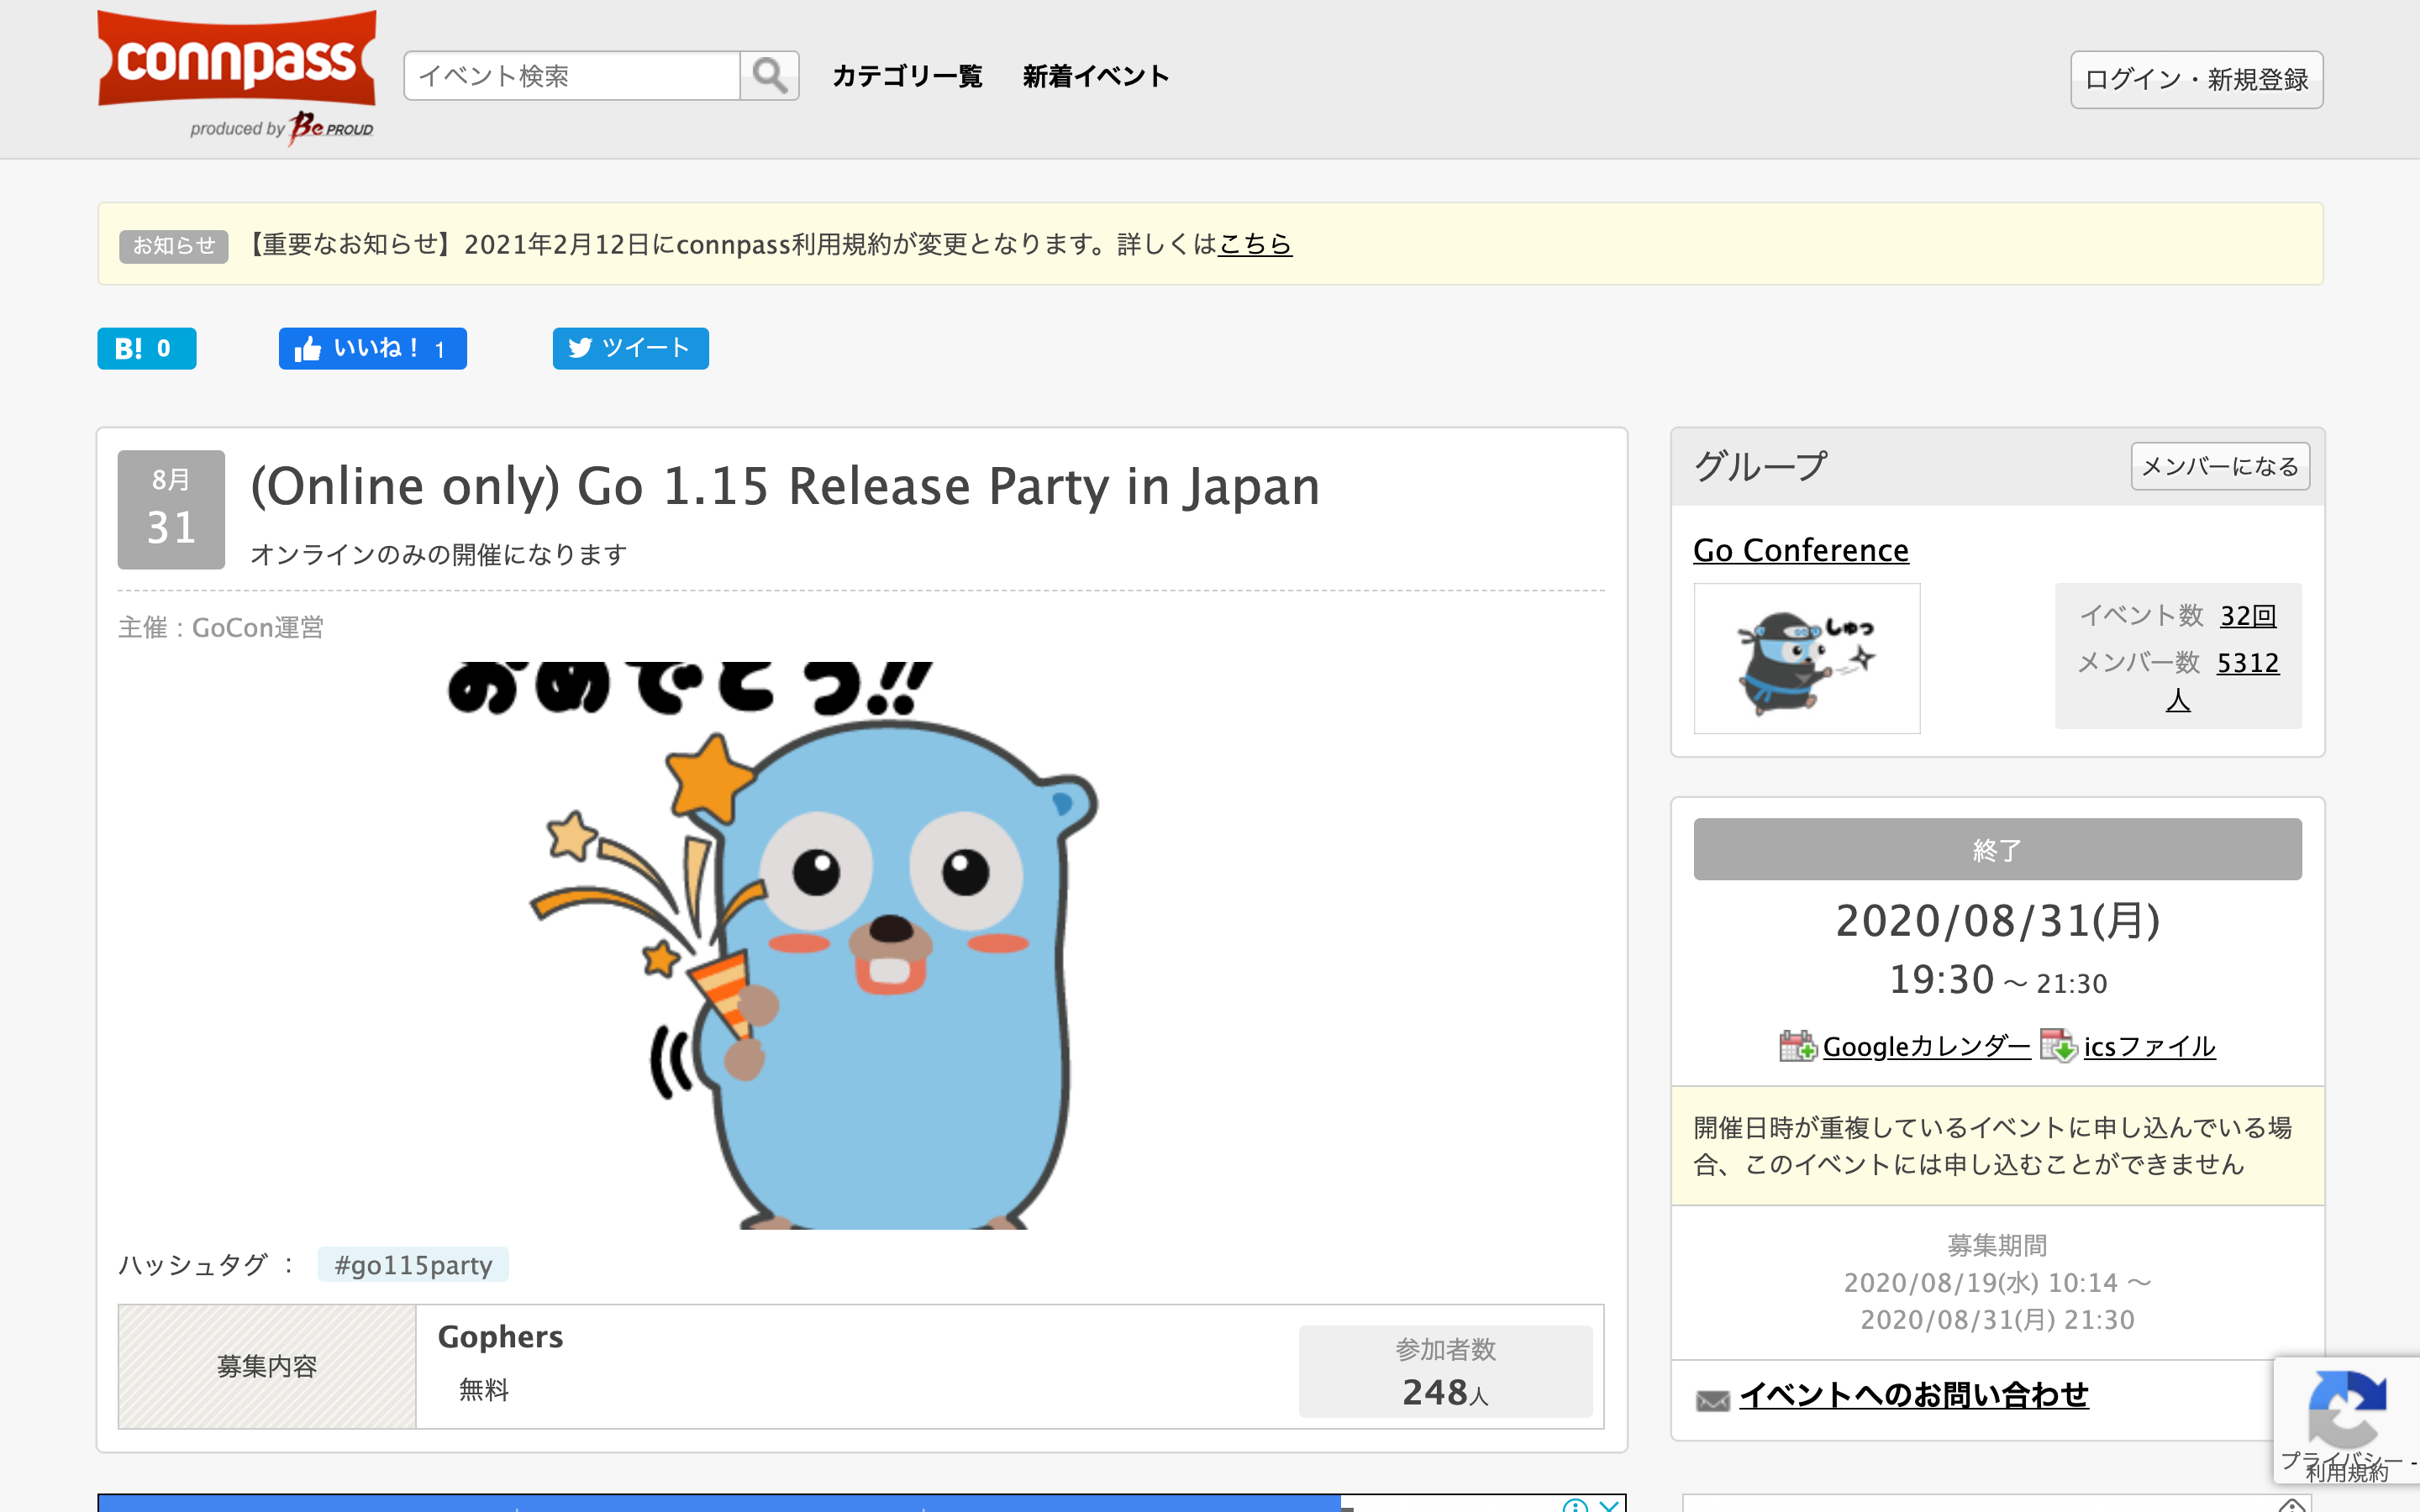 connpass
produced by Be PROUD
イベント検索
カテゴリ一覧
新着イベント
ログイン・新規登録
お知らせ 【重要なお知らせ】2021年2月12日にconnpass利用規約が変更となります。詳しくはこちら
B! 0
いいね！ 1
ツイート
8月
31
(Online only) Go 1.15 Release Party in Japan
オンラインのみの開催になります
主催：GoCon運営
おめでとう!!
ハッシュタグ ： #go115party
募集内容
Gophers
無料
参加者数
248人
グループ
メンバーになる
Go Conference
しゅっ
イベント数 32回
メンバー数 5312
人
終了
2020/08/31(月)
19:30 〜 21:30
Googleカレンダー icsファイル
開催日時が重複しているイベントに申し込んでいる場
合、このイベントには申し込むことができません
募集期間
2020/08/19(水) 10:14 〜
2020/08/31(月) 21:30
イベントへのお問い合わせ
プライバシー -
利用規約